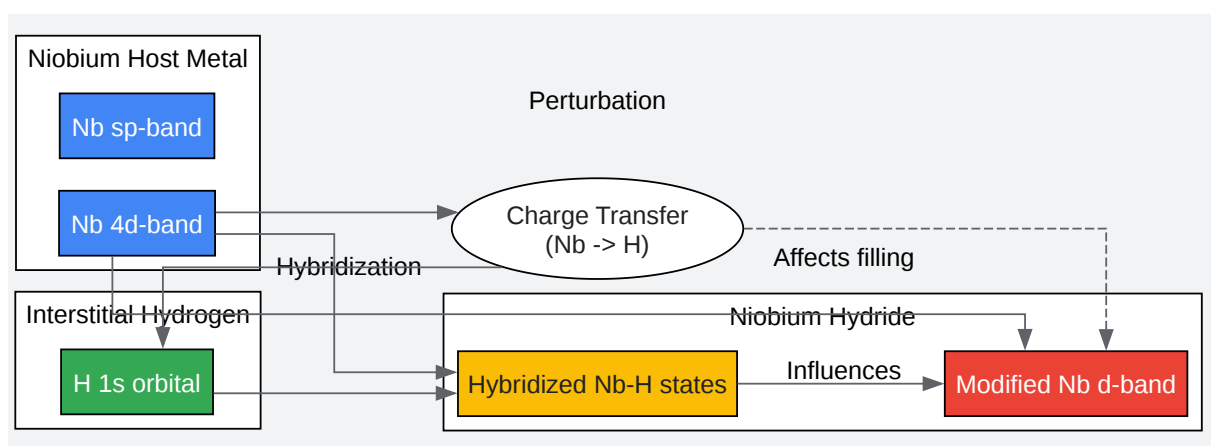 Niobium Host Metal
Nb sp-band
Perturbation
Nb 4d-band
Charge Transfer
(Nb -> H)
Hybridization
Affects filling
Interstitial Hydrogen
Niobium Hydride
H 1s orbital
Hybridized Nb-H states
Influences
Modified Nb d-band